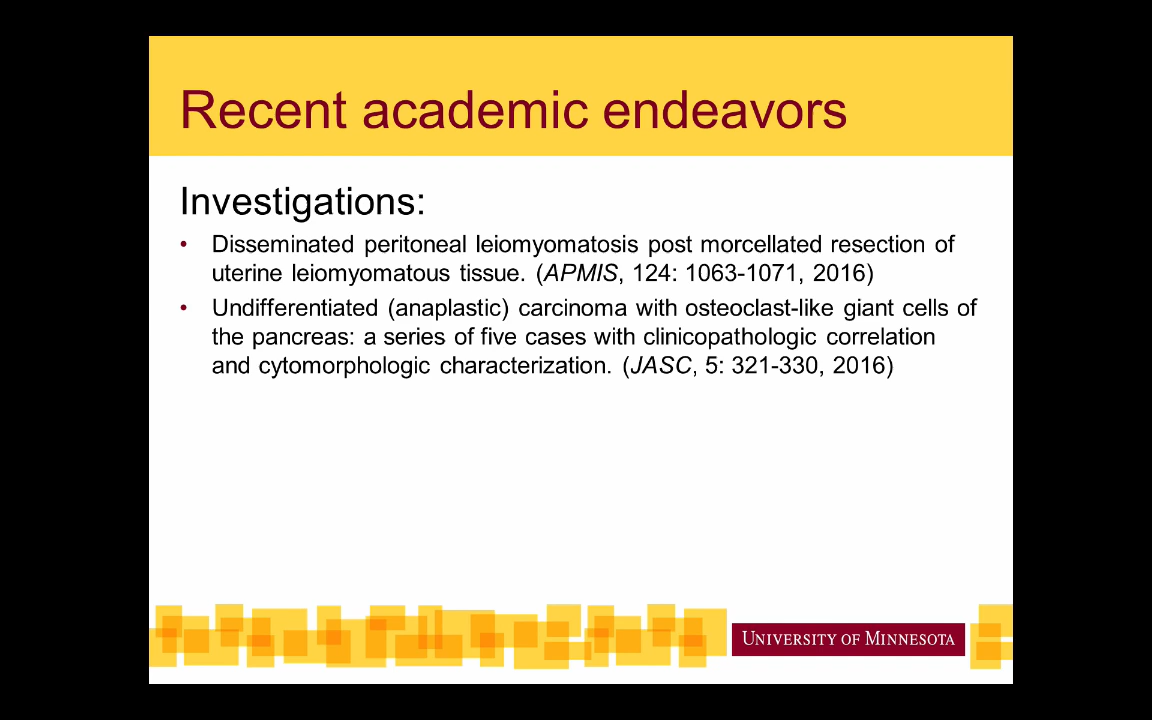 Recent academic endeavors
Investigations:
• Disseminated peritoneal leiomyomatosis post morcellated resection of
uterine leiomyomatous tissue. (APMIS, 124: 1063-1071, 2016)
• Undifferentiated (anaplastic) carcinoma with osteoclast-like giant cells of
the pancreas: a series of five cases with clinicopathologic correlation
and cytomorphologic characterization. (JASC, 5: 321-330, 2016)
UNIVERSITY OF MINNESOTA